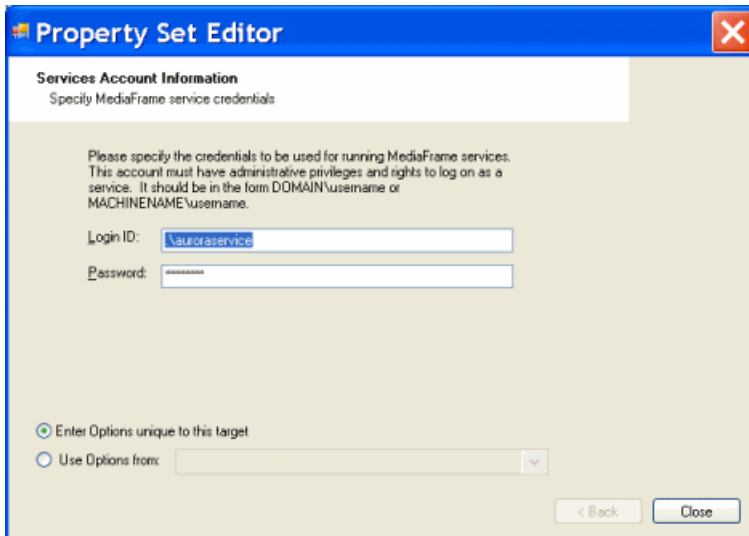 Property Set Editor
Services Account Information
Specify MediaFrame service credentials
Please specify the credentials to be used for running MediaFrame services.
This account must have administrative privileges and rights to log on as a
service. It should be in the form DOMAIN\username or
MACHINENAME\username.
Login ID: .\auroraservice
Password: ********
Enter Options unique to this target
Use Options from:
< Back Close